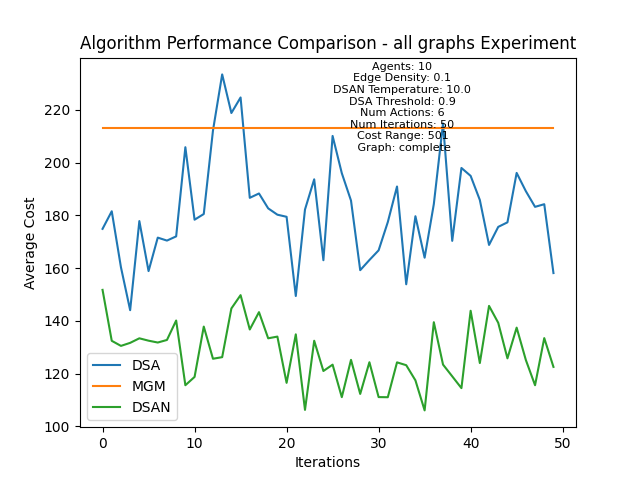 Algorithm Performance Comparison - all graphs Experiment
Agents: 10
Edge Density: 0.1
DSAN Temperature: 10.0
DSA Threshold: 0.9
Num Actions: 6
Num Iterations: 50
Cost Range: 501
Graph: complete
220
200
180
160
140
120
100
Average Cost
DSA
MGM
DSAN
0
10
20
30
40
50
Iterations